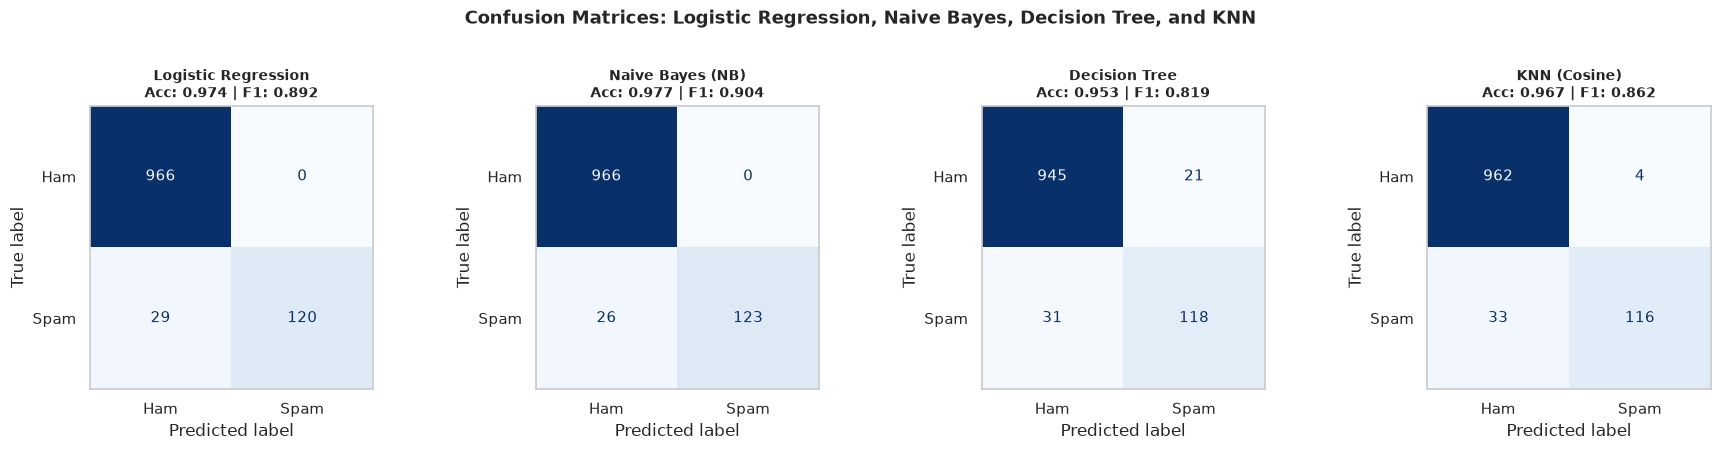 Confusion Matrices: Logistic Regression, Naive Bayes, Decision Tree, and KNN
Logistic Regression
Acc: 0.974 | F1: 0.892
True label
Ham
966
0
Spam
29
120
Ham
Spam
Predicted label
Naive Bayes (NB)
Acc: 0.977 | F1: 0.904
True label
Ham
966
0
Spam
26
123
Ham
Spam
Predicted label
Decision Tree
Acc: 0.953 | F1: 0.819
True label
Ham
945
21
Spam
31
118
Ham
Spam
Predicted label
KNN (Cosine)
Acc: 0.967 | F1: 0.862
True label
Ham
962
4
Spam
33
116
Ham
Spam
Predicted label